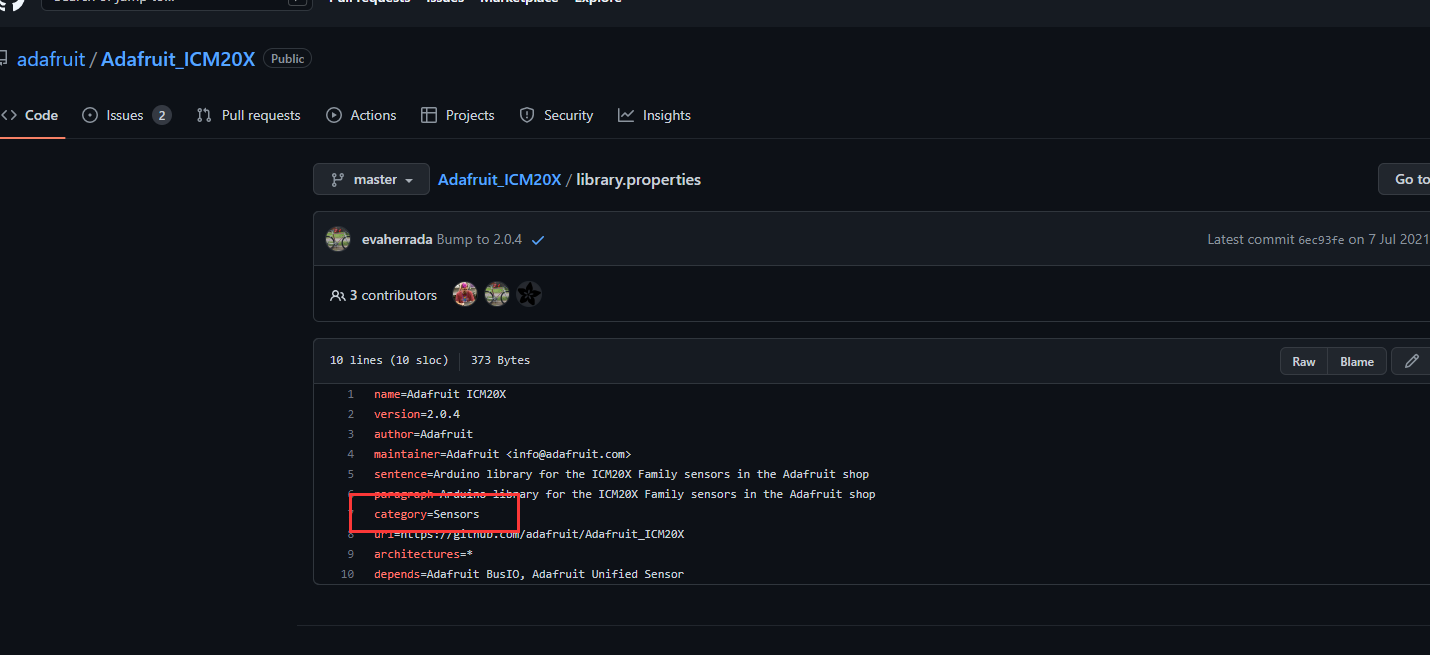 Pull requests Issues Marketplace Explore
adafruit / Adafruit_ICM20X Public
Code Issues 2 Pull requests Actions Projects Security Insights
master Adafruit_ICM20X / library.properties Go to
evaherrada Bump to 2.0.4 Latest commit 6ec93fe on 7 Jul 2021
3 contributors
10 lines (10 sloc) 373 Bytes Raw Blame
1 name=Adafruit ICM20X
2 version=2.0.4
3 author=Adafruit
4 maintainer=Adafruit <info@adafruit.com>
5 sentence=Arduino library for the ICM20X Family sensors in the Adafruit shop
6 paragraph=Arduino library for the ICM20X Family sensors in the Adafruit shop
7 category=Sensors
8 url=https://github.com/adafruit/Adafruit_ICM20X
9 architectures=*
10 depends=Adafruit BusIO, Adafruit Unified Sensor